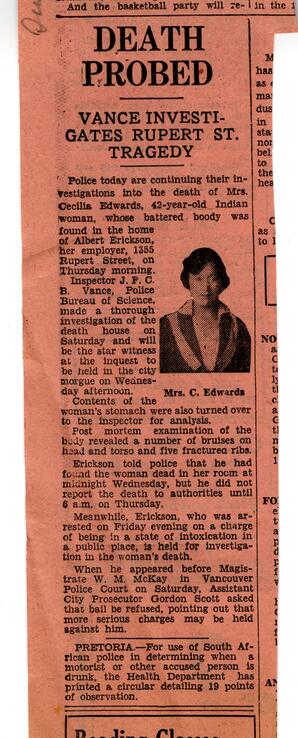 And the basketball party will re-
in the 1
DEATH
PROBED
VANCE INVESTI-
GATES RUPERT ST.
TRAGEDY
Police today are continuing their in-
vestigations into the death of Mrs.
Cecilia Edwards, 42-year-old Indian
woman, whose battered boody was
found in the home
of Albert Erickson,
her employer, 1355
Rupert Street, on
Thursday morning.
Inspector J. F. C.
B. Vance, Police
Bureau of Science,
made a thorough
investigation of the
death house on
Saturday and will
be the star witness
at the inquest to
be held in the city
morgue on Wednes-
day afternoon.
Mrs. C. Edwards
Contents of the
woman's stomach were also turned over
to the inspector for analysis.
Post mortem examination of the
body revealed a number of bruises on
head and torso and five fractured ribs.
Erickson told police that he had
found the woman dead in her room at
midnight Wednesday, but he did not
report the death to authorities until
6 a.m. on Thursday.
Meanwhile, Erickson, who was ar-
rested on Friday evening on a charge
of being in a state of intoxication in
a public place, is held for investiga-
tion in the woman's death.
When he appeared before Magis-
trate W. M. McKay in Vancouver
Police Court on Saturday, Assistant
City Prosecutor Gordon Scott asked
that bail be refused, pointing out that
more serious charges may be held
against him.
PRETORIA.—For use of South Af-
rican police in determining when a
motorist or other accused person is
drunk, the Health Department has
printed a circular detailing 19 points
of observation.
Reading Glasses